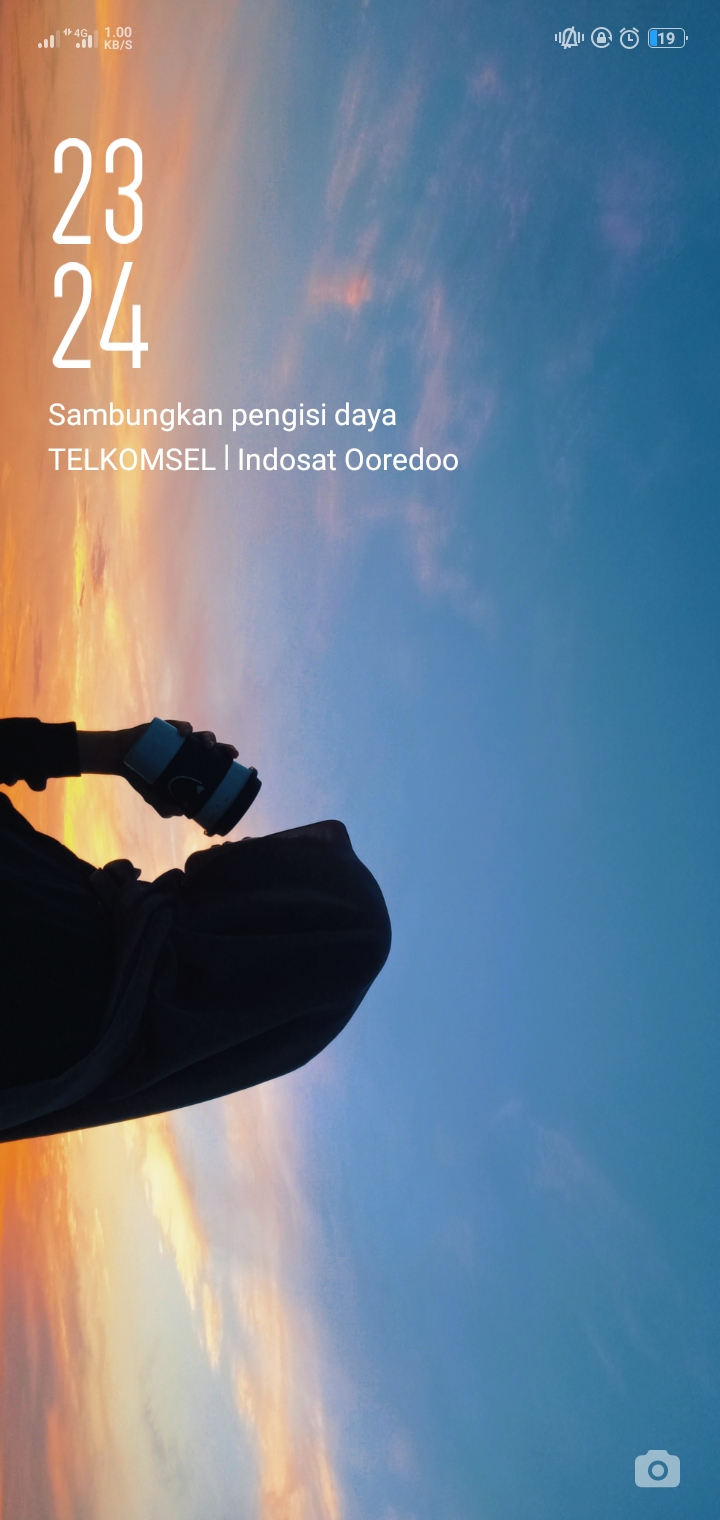 4G 1.00
KB/S
19
23
24
Sambungkan pengisi daya
TELKOMSEL | Indosat Ooredoo